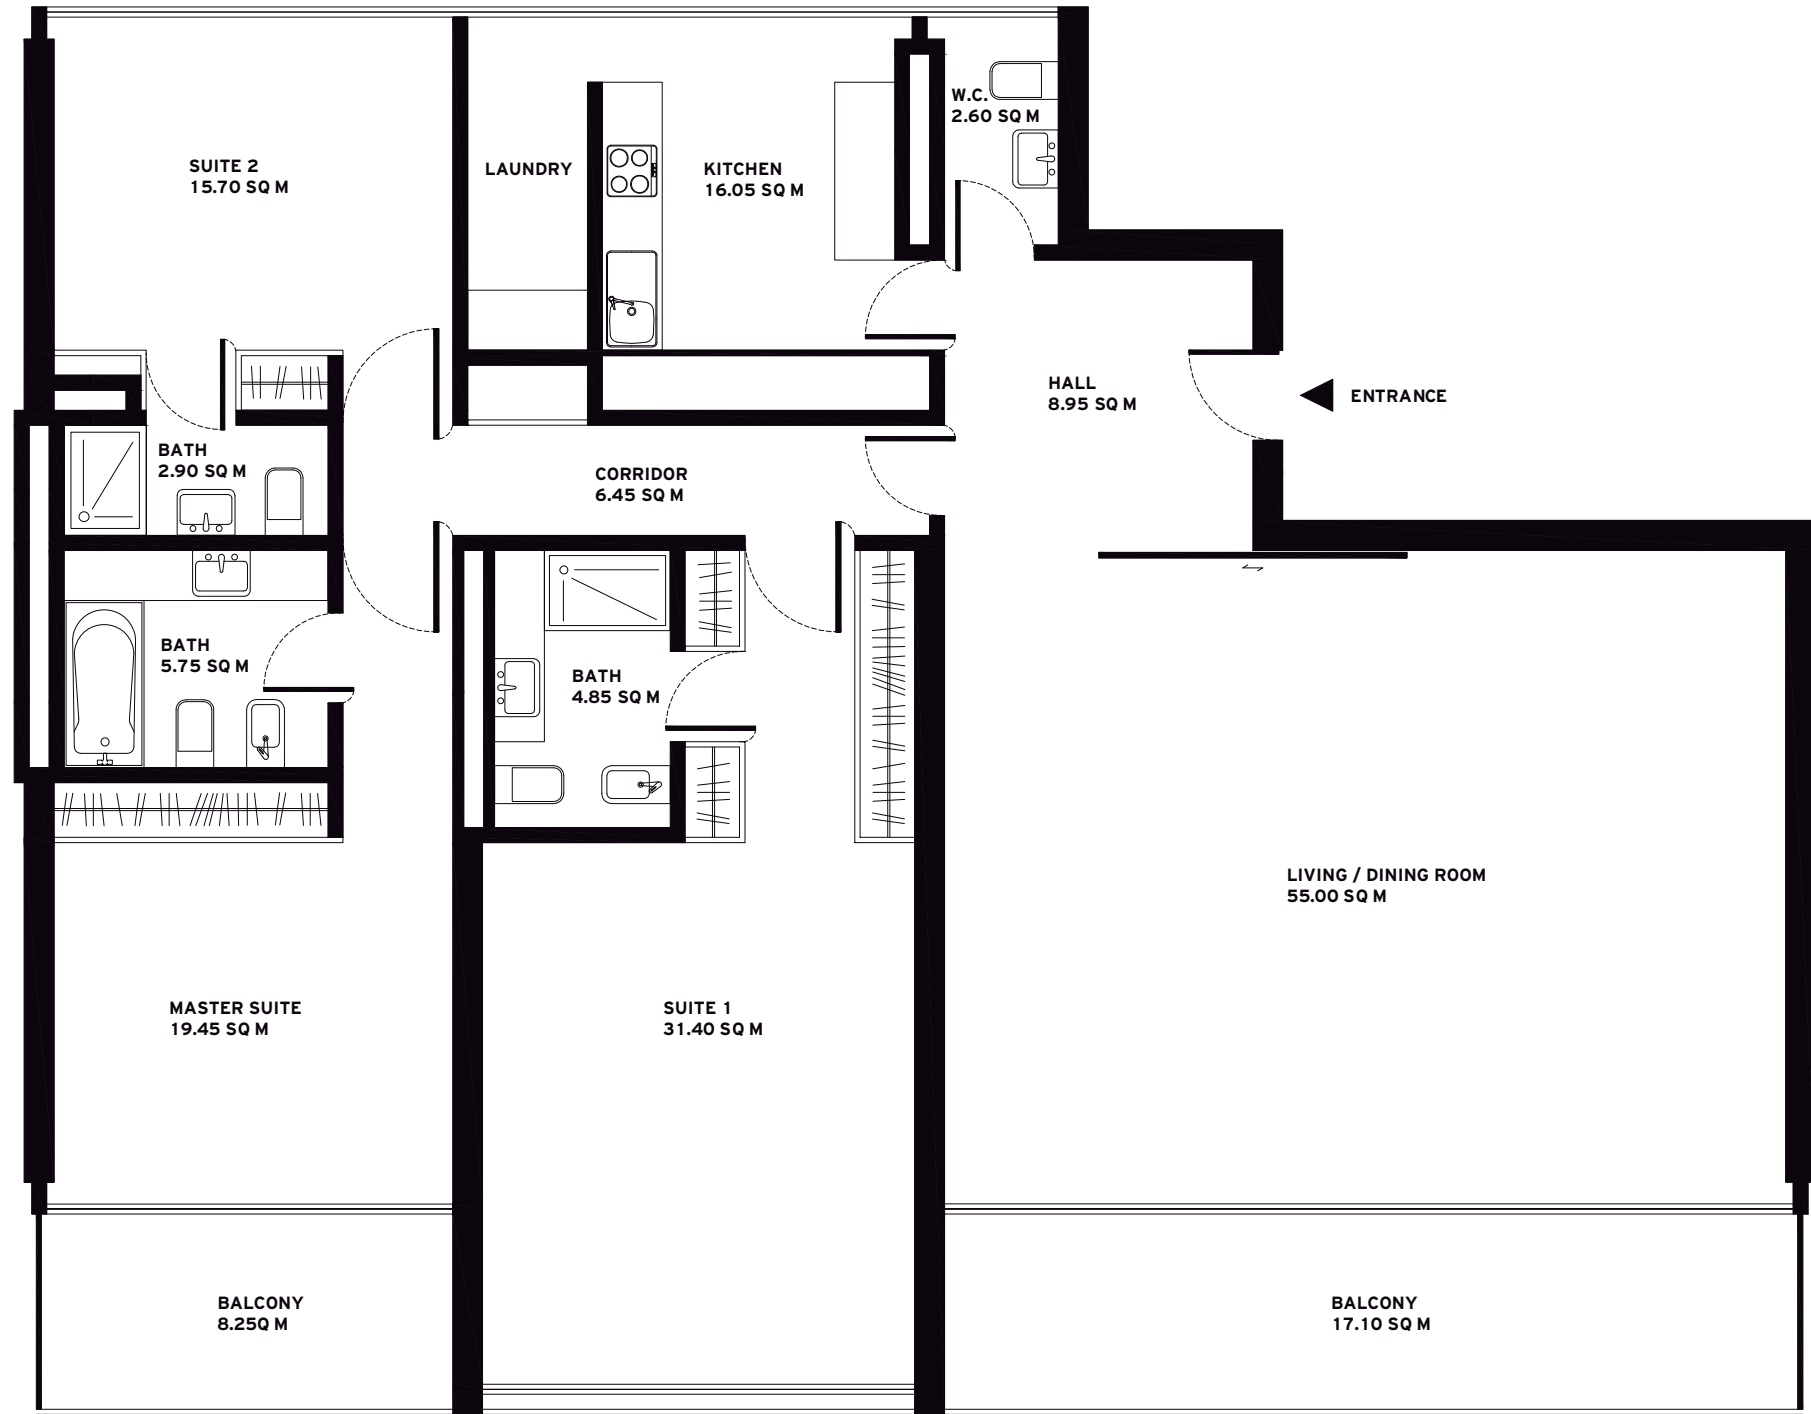 W.C.
2.60 SQ M
SUITE 2
15.70 SQ M
LAUNDRY
KITCHEN
16.05 SQ M
HALL
8.95 SQ M
ENTRANCE
BATH
2.90 SQ M
CORRIDOR
6.45 SQ M
BATH
5.75 SQ M
BATH
4.85 SQ M
LIVING / DINING ROOM
55.00 SQ M
MASTER SUITE
19.45 SQ M
SUITE 1
31.40 SQ M
BALCONY
8.25Q M
BALCONY
17.10 SQ M